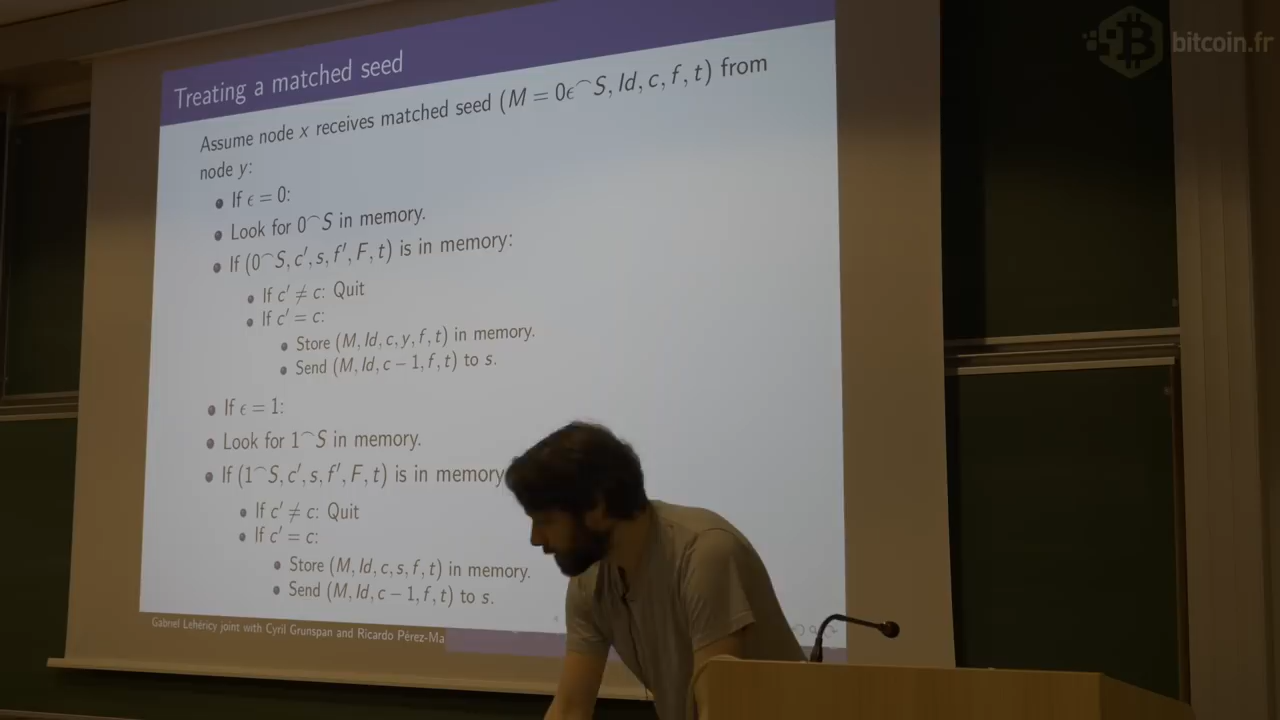 bitcoin.fr
Treating a matched seed
Assume node x receives matched seed (M = 0ϵ⌢S, Id, c, f, t) from
node y:
If ϵ = 0:
Look for 0⌢S in memory.
If (0⌢S, c′, s, f′, F, t) is in memory:
If c′ ≠ c: Quit
If c′ = c:
Store (M, Id, c, y, f, t) in memory.
Send (M, Id, c − 1, f, t) to s.
If ϵ = 1:
Look for 1⌢S in memory.
If (1⌢S, c′, s, f′, F, t) is in memory
If c′ ≠ c: Quit
If c′ = c:
Store (M, Id, c, s, f, t) in memory.
Send (M, Id, c − 1, f, t) to s.
Gabriel Lehéricy joint with Cyril Grunspan and Ricardo Pérez-Ma